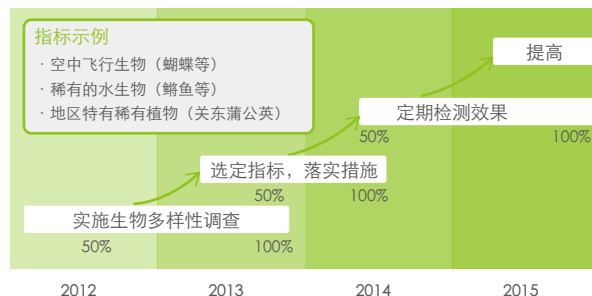 指标示例
· 空中飞行生物（蝴蝶等）
· 稀有的水生物（鳉鱼等）
· 地区特有稀有植物（关东蒲公英）
提高
定期检测效果
50% 100%
选定指标，落实措施
50% 100%
实施生物多样性调查
50% 100%
2012 2013 2014 2015